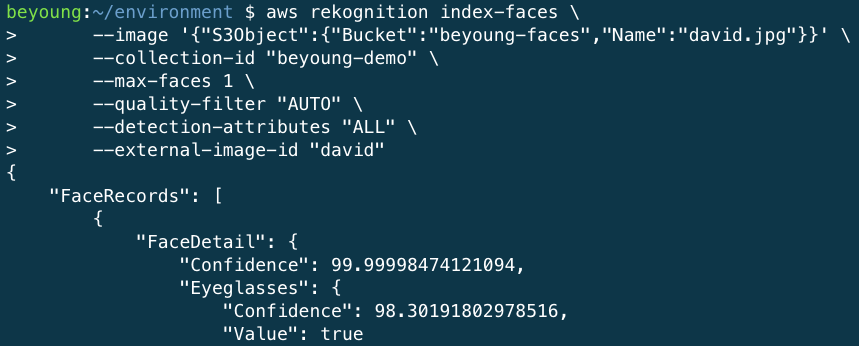 beyoung:~/environment $ aws rekognition index-faces \
>       --image '{"S3Object":{"Bucket":"beyoung-faces","Name":"david.jpg"}}' \
>       --collection-id "beyoung-demo" \
>       --max-faces 1 \
>       --quality-filter "AUTO" \
>       --detection-attributes "ALL" \
>       --external-image-id "david"
{
    "FaceRecords": [
        {
            "FaceDetail": {
                "Confidence": 99.99998474121094,
                "Eyeglasses": {
                    "Confidence": 98.30191802978516,
                    "Value": true